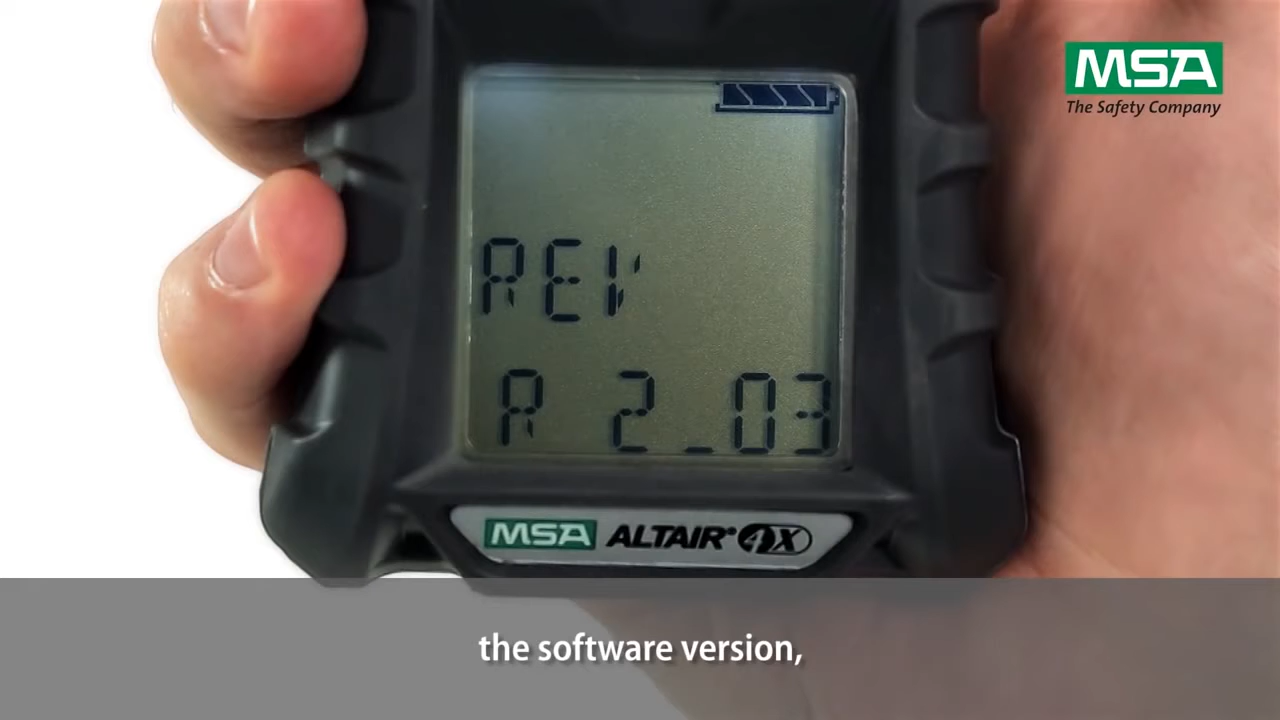 MSA
The Safety Company
REV
R 2_03
MSA ALTAIR® 4X
the software version,